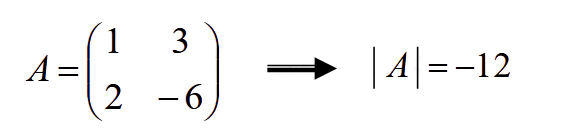 A = ( 1 3 ⟹ |A| = −12
2 −6 )